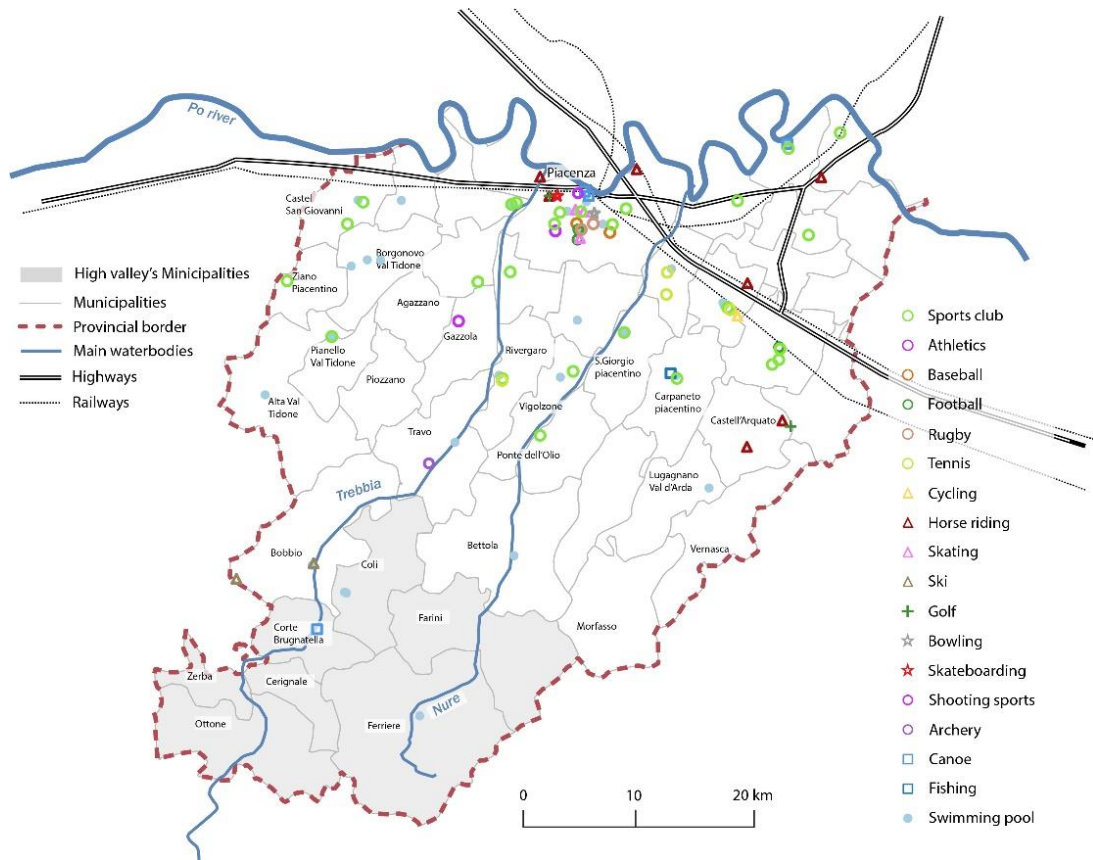 Po river
Piacenza
Castel
San Giovanni
Borgonovo
Val Tidone
Ziano
Piacentino
Agazzano
Gazzola
Pianello
Val Tidone
Rivergaro
S.Giorgio
piacentino
Piozzano
Carpaneto
piacentino
Alta Val
Tidone
Vigolzone
Castell'Arquato
Travo
Ponte dell'Olio
Lugagnano
Val d'Arda
Trebbia
Bettola
Vernasca
Bobbio
Coli
Farini
Corte
Brugnatella
Morfasso
Zerba
Cerignale
Ottone
Ferriere
Nure
High valley's Minicipalities
Municipalities
Provincial border
Main waterbodies
Highways
Railways
Sports club
Athletics
Baseball
Football
Rugby
Tennis
Cycling
Horse riding
Skating
Ski
Golf
Bowling
Skateboarding
Shooting sports
Archery
Canoe
Fishing
Swimming pool
0 10 20 km